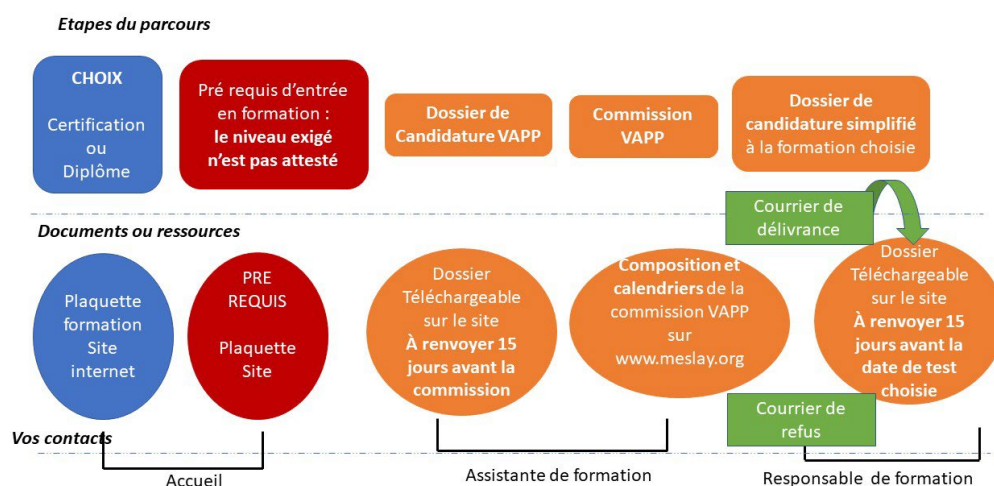 Etapes du parcours
CHOIX
Certification
ou
Diplôme
Pré requis d'entrée
en formation :
le niveau exigé
n'est pas attesté
Dossier de
Candidature VAPP
Commission
VAPP
Dossier de
candidature simplifié
à la formation choisie
Courrier de
délivrance
Documents ou ressources
Plaquette
formation
Site
internet
PRE
REQUIS
Plaquette
Site
Dossier
Téléchargeable
sur le site
À renvoyer 15
jours avant la
commission
Composition et
calendriers de la
commission VAPP
sur
www.meslay.org
Dossier
Téléchargeable
sur le site
À renvoyer 15
jours avant la
date de test
choisie
Courrier de
refus
Vos contacts
Accueil
Assistante de formation
Responsable de formation